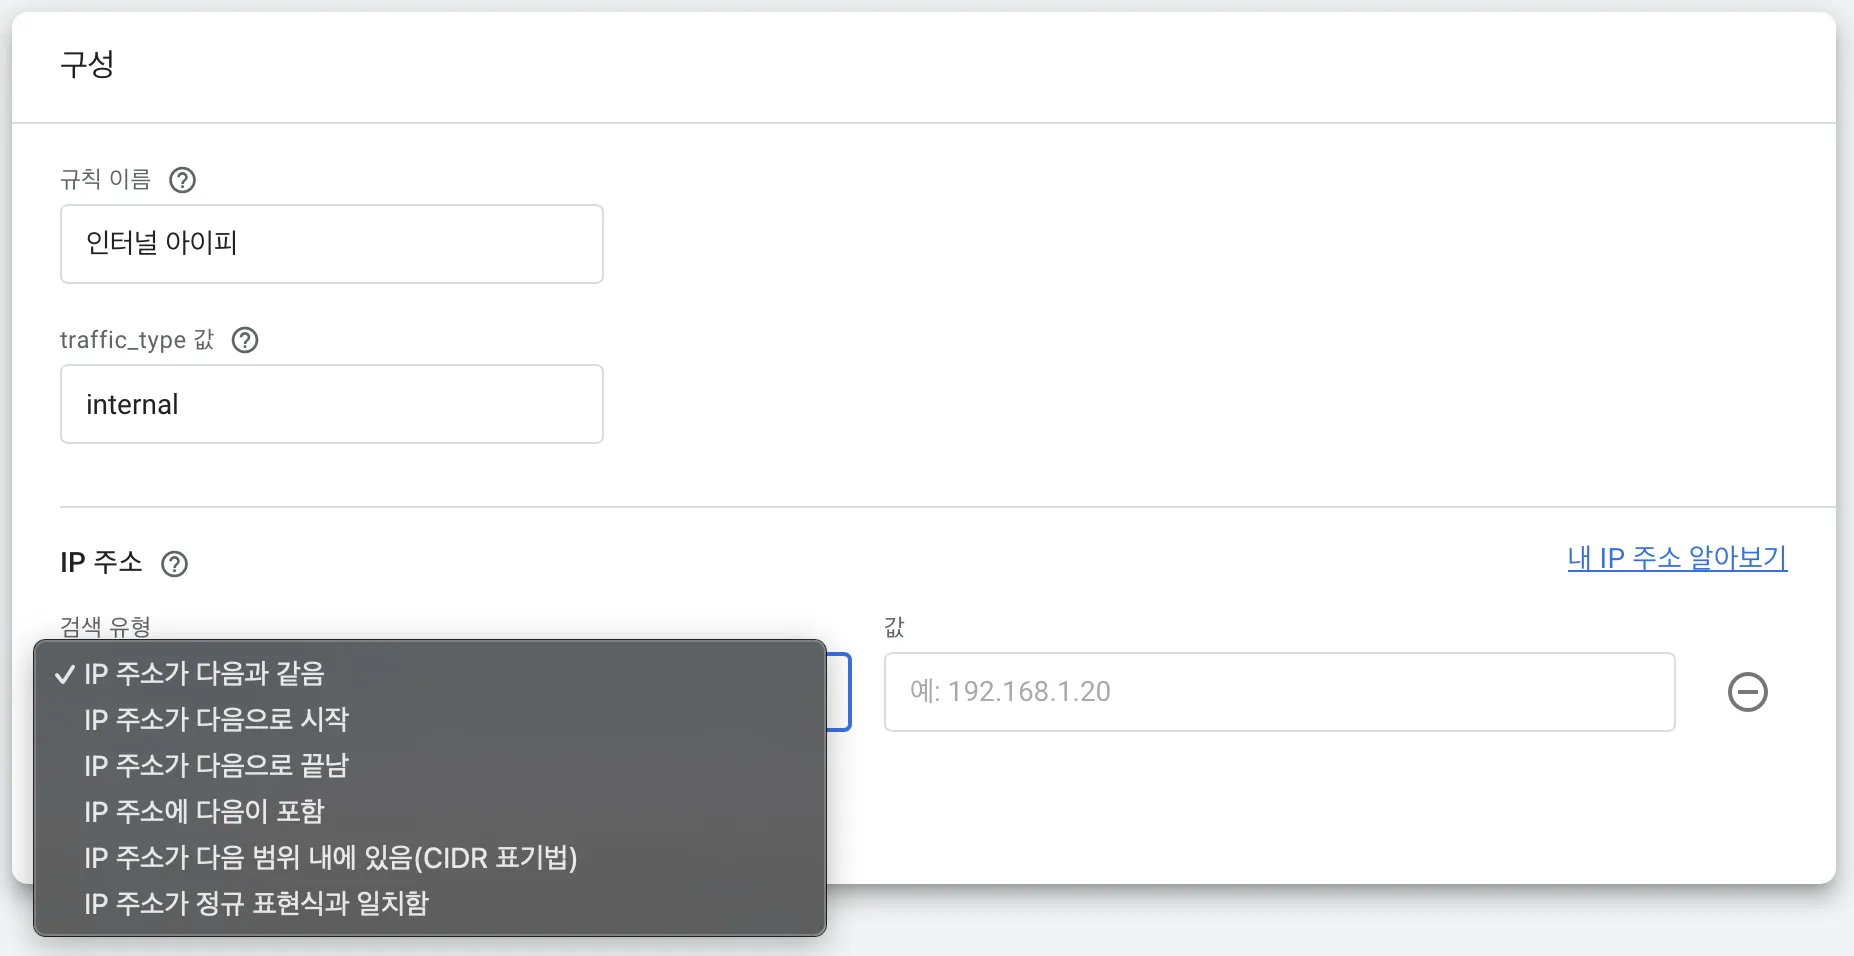 구성
규칙 이름
인터널 아이피
traffic_type 값
internal
IP 주소
내 IP 주소 알아보기
검색 유형
값
IP 주소가 다음과 같음
IP 주소가 다음으로 시작
IP 주소가 다음으로 끝남
IP 주소에 다음이 포함
IP 주소가 다음 범위 내에 있음(CIDR 표기법)
IP 주소가 정규 표현식과 일치함
예: 192.168.1.20